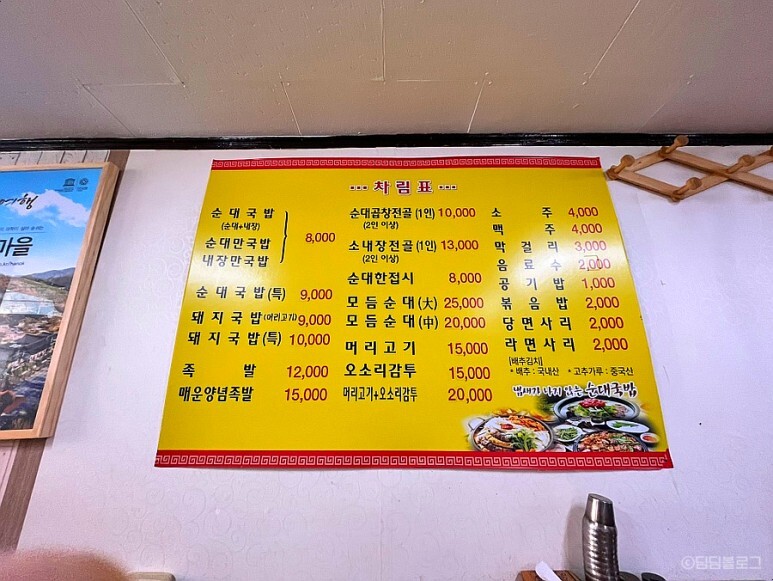 여행
마을
차림표
순대국밥
(순대+내장)
순대만국밥
내장만국밥
8,000
순대국밥(특) 9,000
돼지국밥(머리고기) 9,000
돼지국밥(특) 10,000
족 발 12,000
매운양념족발 15,000
순대곱창전골(1인) 10,000
(2인 이상)
소내장전골(1인) 13,000
(2인 이상)
순대한접시 8,000
모듬순대(大) 25,000
모듬순대(中) 20,000
머리고기 15,000
오소리감투 15,000
머리고기+오소리감투 20,000
소 주 4,000
맥 주 4,000
막걸리 3,000
음료수 2,000
공기밥 1,000
볶음밥 2,000
당면사리 2,000
라면사리 2,000
[배추김치]
* 배추 : 국내산 * 고추가루 : 중국산
냄새가 나지 않는 순대국밥
©딤딤블로그